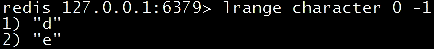 redis 127.0.0.1:6379> lrange character 0 -1
1) "d"
2) "e"